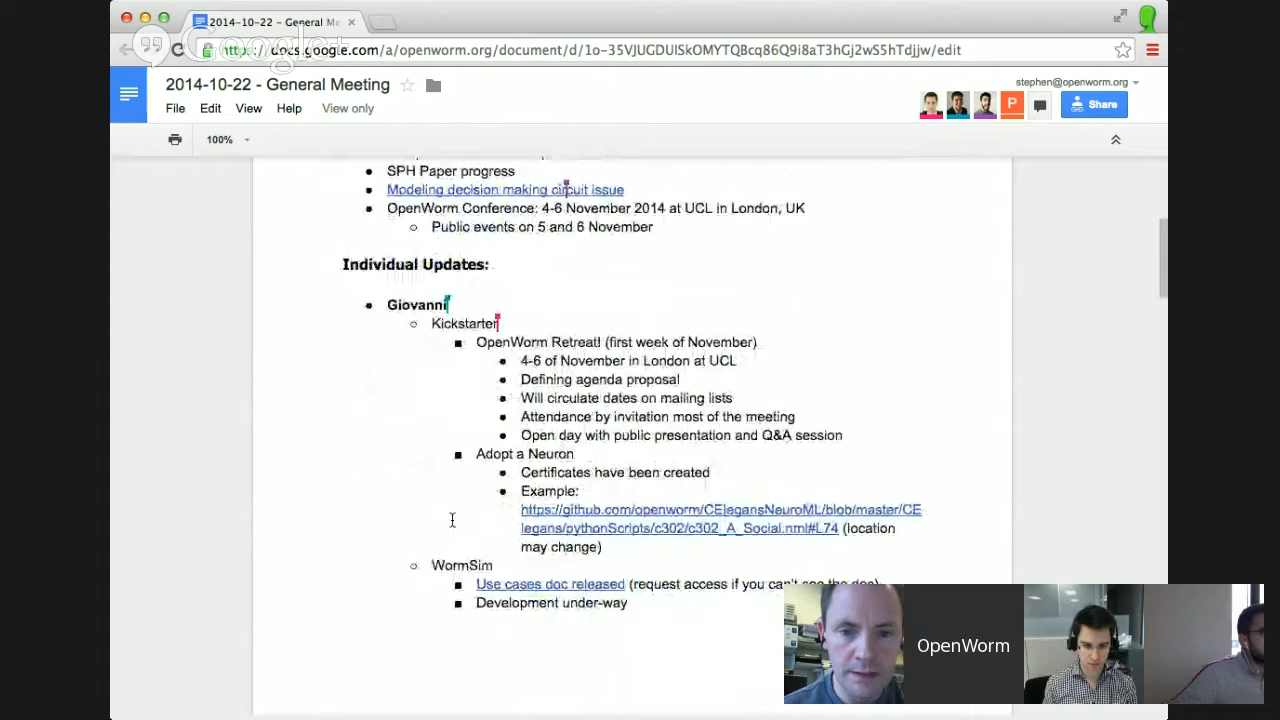 2014-10-22 - General Me
Google+
https://docs.google.com/a/openworm.org/document/d/1o-35VJUGDUISkOMYTQBcq86Q9i8aT3hGj2wS5hTdjjw/edit
2014-10-22 - General Meeting
stephen@openworm.org
File Edit View Help View only
P
Share
100%
SPH Paper progress
Modeling decision making circuit issue
OpenWorm Conference: 4-6 November 2014 at UCL in London, UK
Public events on 5 and 6 November
Individual Updates:
Giovanni
Kickstarter
OpenWorm Retreat! (first week of November)
4-6 of November in London at UCL
Defining agenda proposal
Will circulate dates on mailing lists
Attendance by invitation most of the meeting
Open day with public presentation and Q&A session
Adopt a Neuron
Certificates have been created
Example:
https://github.com/openworm/CElegansNeuroML/blob/master/CE
legans/pythonScripts/c302/c302_A_Social.nml#L74 (location
may change)
WormSim
Use cases doc released (request access if you can't see the doc)
Development under-way
OpenWorm